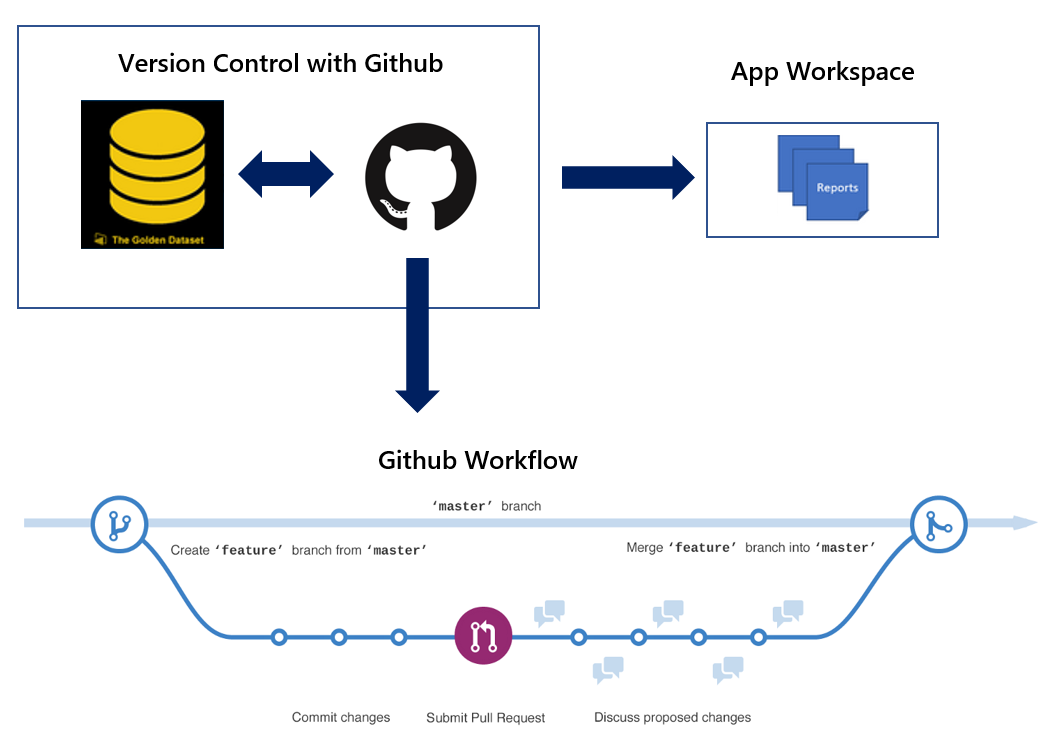 Version Control with Github
App Workspace
The Golden Dataset
Reports
Github Workflow
‘master’ branch
Create ‘feature’ branch from ‘master’
Merge ‘feature’ branch into ‘master’
Commit changes
Submit Pull Request
Discuss proposed changes